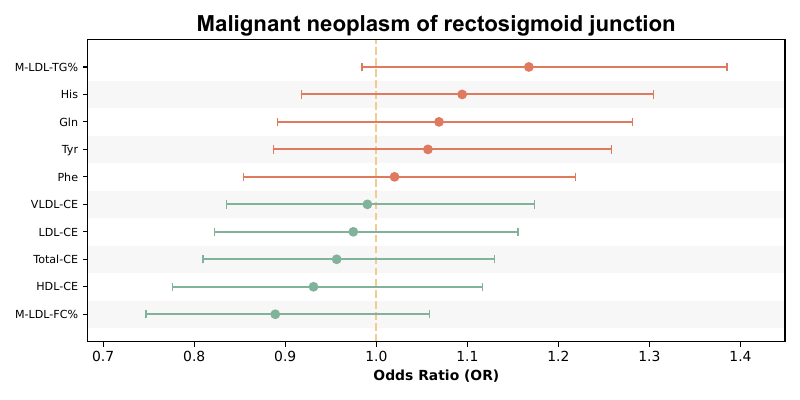 Malignant neoplasm of rectosigmoid junction
M-LDL-TG%
His
Gln
Tyr
Phe
VLDL-CE
LDL-CE
Total-CE
HDL-CE
M-LDL-FC%
0.7 0.8 0.9 1.0 1.1 1.2 1.3 1.4
Odds Ratio (OR)